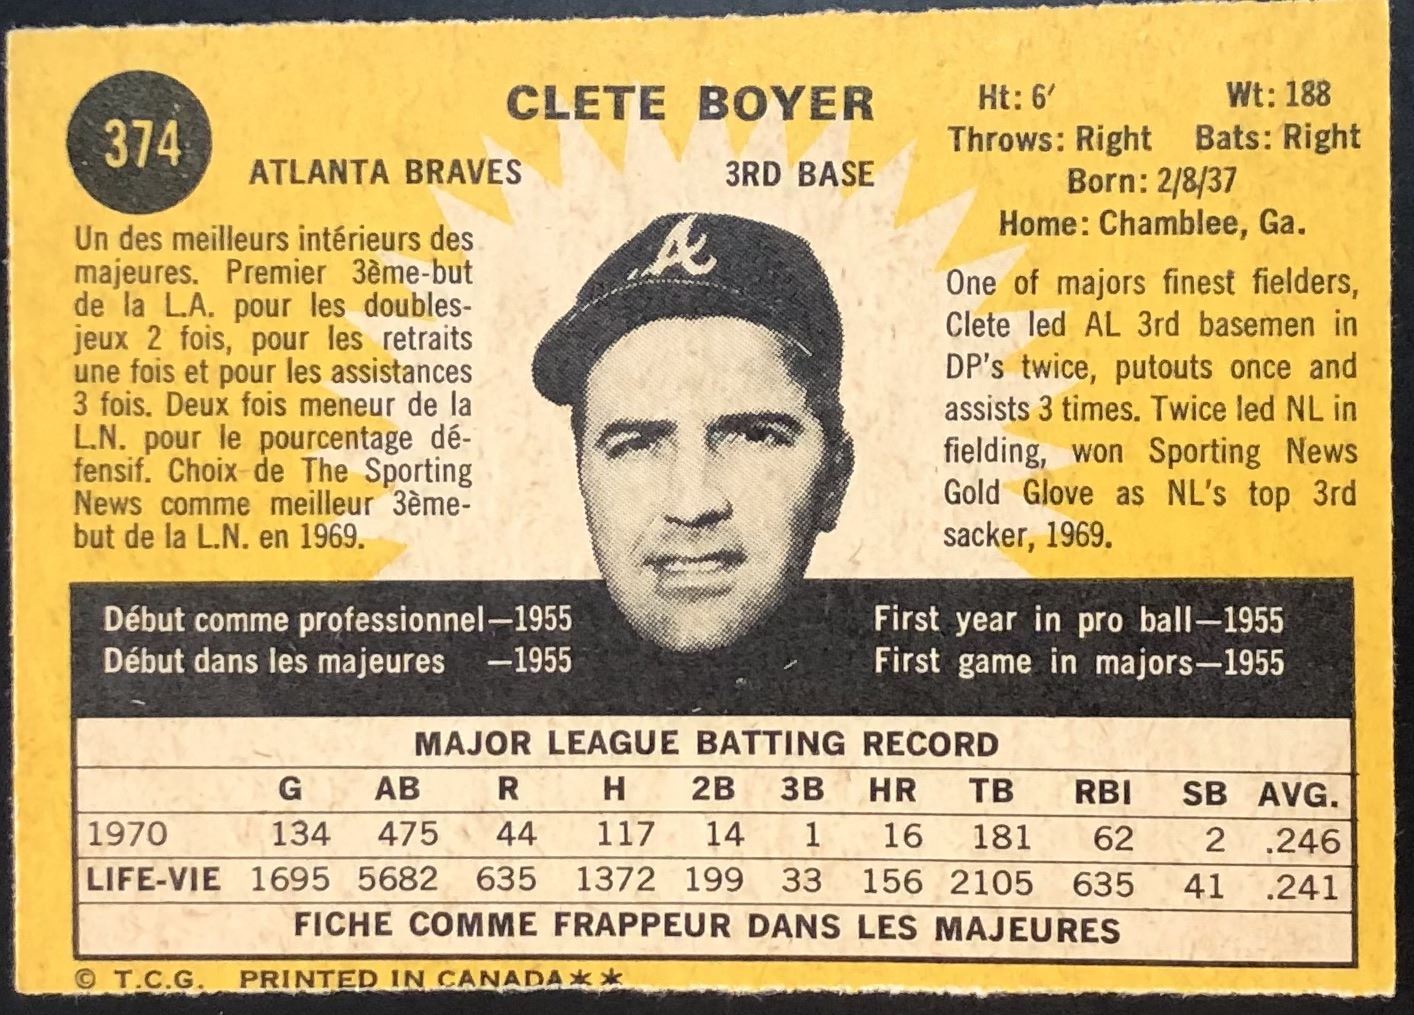 374
CLETE BOYER
ATLANTA BRAVES 3RD BASE
Ht: 6′ Wt: 188
Throws: Right Bats: Right
Born: 2/8/37
Home: Chamblee, Ga.
Un des meilleurs intérieurs des
majeures. Premier 3ème-but
de la L.A. pour les doubles-
jeux 2 fois, pour les retraits
une fois et pour les assistances
3 fois. Deux fois meneur de la
L.N. pour le pourcentage dé-
fensif. Choix de The Sporting
News comme meilleur 3ème-
but de la L.N. en 1969.
A
One of majors finest fielders,
Clete led AL 3rd basemen in
DP's twice, putouts once and
assists 3 times. Twice led NL in
fielding, won Sporting News
Gold Glove as NL's top 3rd
sacker, 1969.
Début comme professionnel—1955
Début dans les majeures —1955
First year in pro ball—1955
First game in majors—1955
MAJOR LEAGUE BATTING RECORD
G AB R H 2B 3B HR TB RBI SB AVG.
1970 134 475 44 117 14 1 16 181 62 2 .246
LIFE-VIE 1695 5682 635 1372 199 33 156 2105 635 41 .241
FICHE COMME FRAPPEUR DANS LES MAJEURES
© T.C.G. PRINTED IN CANADA**